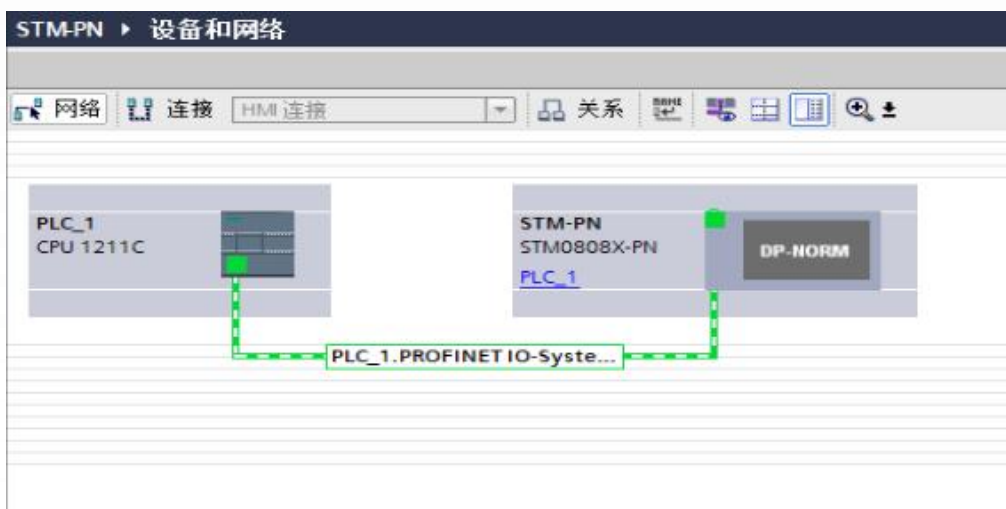 STM-PN ▸ 设备和网络
网络 连接 HMI 连接 关系
PLC_1
CPU 1211C
STM-PN
STM0808X-PN
PLC_1
DP-NORM
PLC_1.PROFINET IO-Syste...